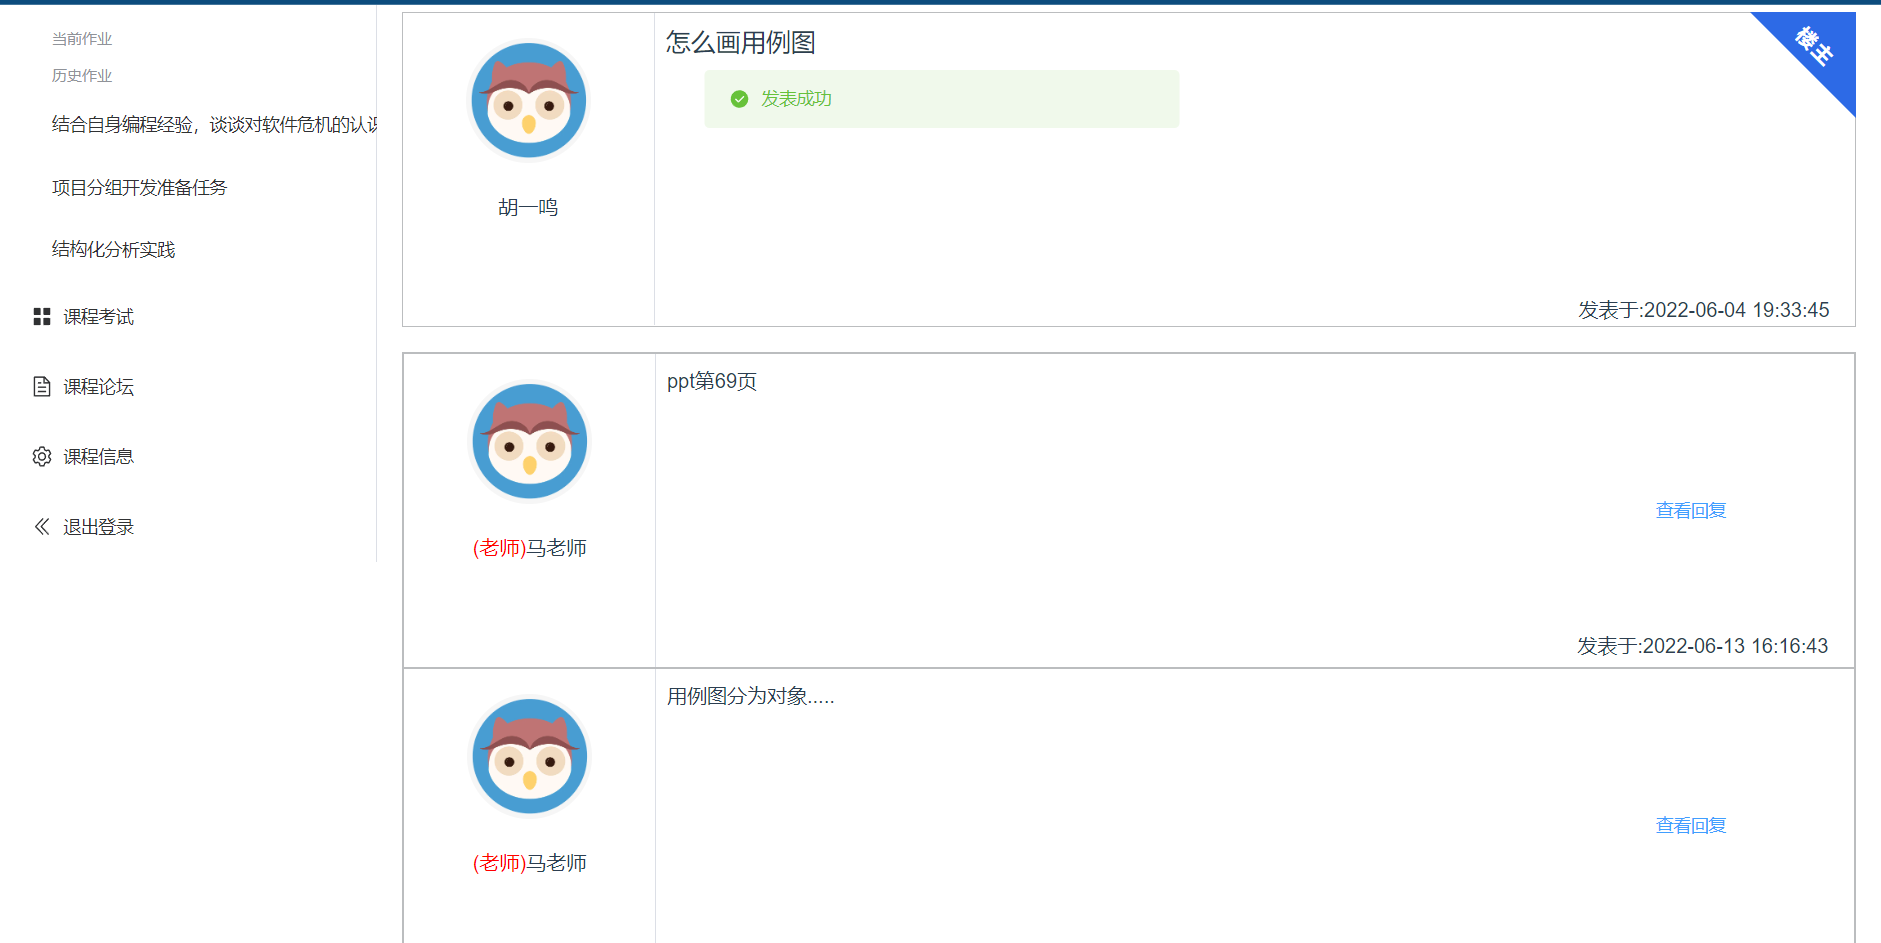 当前作业
历史作业
结合自身编程经验，谈谈对软件危机的认识
项目分组开发准备任务
结构化分析实践
课程考试
课程论坛
课程信息
退出登录
怎么画用例图
楼主
发表成功
胡一鸣
发表于:2022-06-04 19:33:45
ppt第69页
查看回复
(老师)马老师
发表于:2022-06-13 16:16:43
用例图分为对象.....
查看回复
(老师)马老师